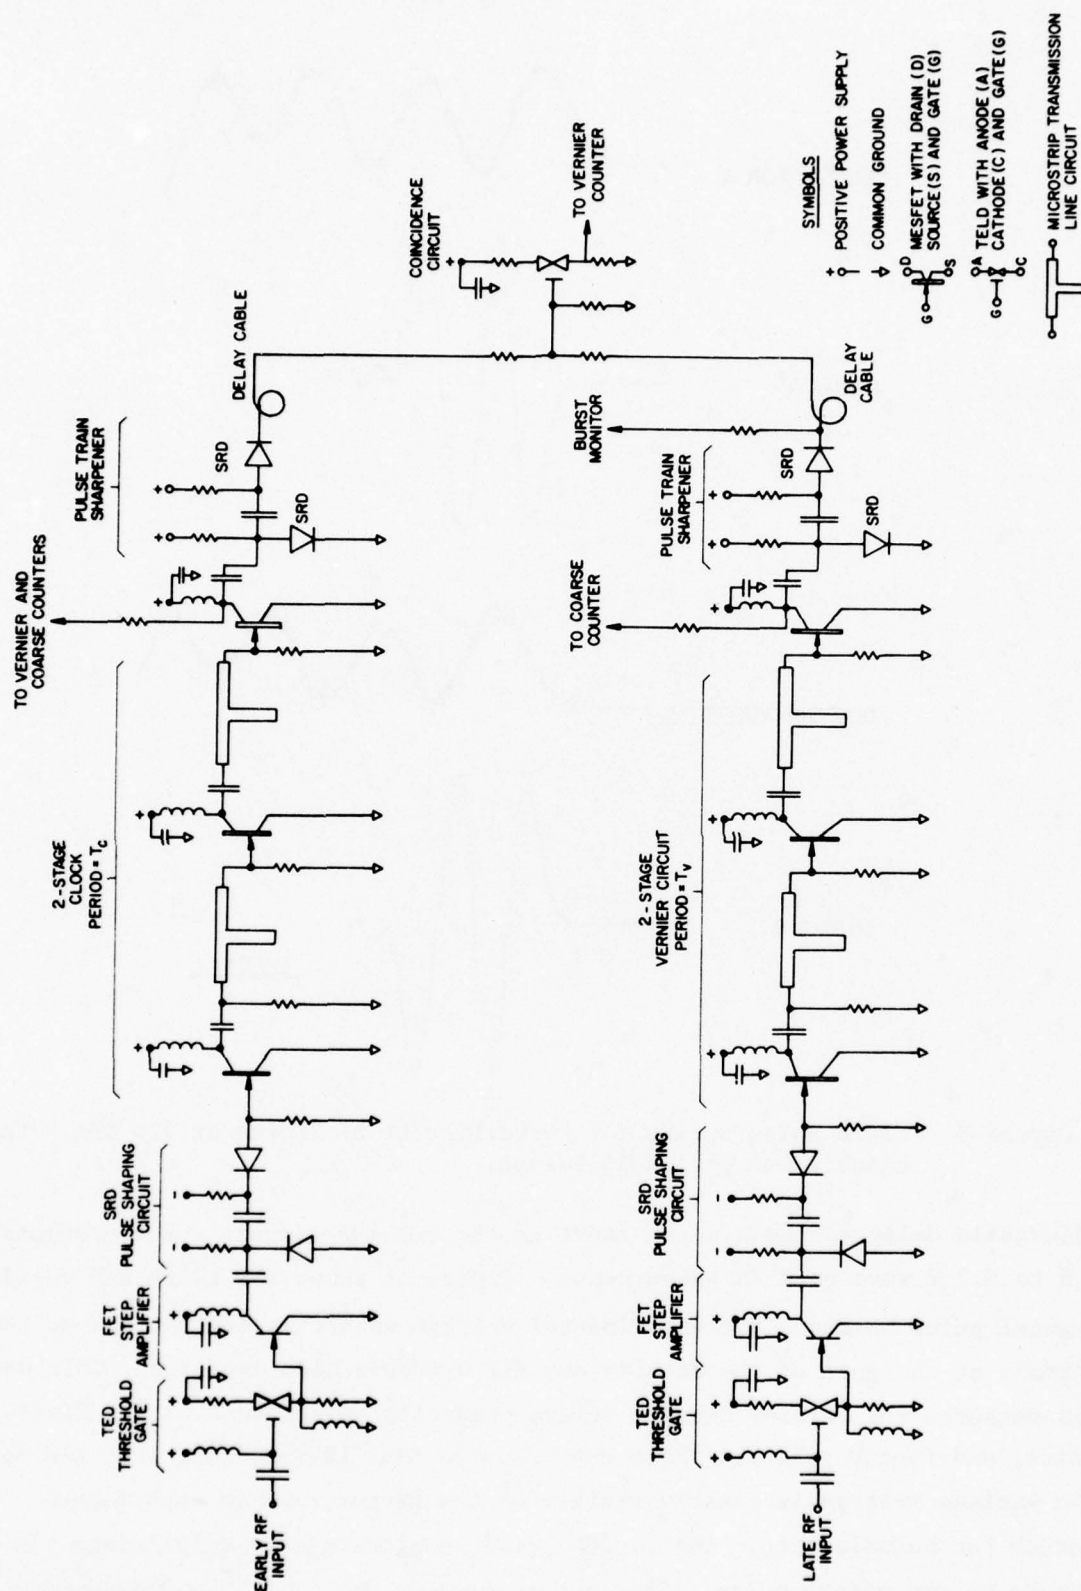 TO VERNIER AND
COARSE COUNTERS
2-STAGE
CLOCK
PERIOD = Tc
PULSE TRAIN
SHARPENER
SRD
SRD
DELAY CABLE
TED
THRESHOLD
GATE
FET
STEP
AMPLIFIER
SRD
PULSE SHAPING
CIRCUIT
EARLY RF
INPUT
COINCIDENCE
CIRCUIT
TO VERNIER
COUNTER
TO COARSE
COUNTER
BURST
MONITOR
2-STAGE
VERNIER CIRCUIT
PERIOD = Tv
PULSE TRAIN
SHARPENER
SRD
SRD
DELAY
CABLE
TED
THRESHOLD
GATE
FET
STEP
AMPLIFIER
SRD
PULSE SHAPING
CIRCUIT
LATE RF
INPUT
SYMBOLS
POSITIVE POWER SUPPLY
COMMON GROUND
G D S
MESFET WITH DRAIN (D)
SOURCE(S) AND GATE (G)
G A C
TELD WITH ANODE (A)
CATHODE(C) AND GATE(G)
MICROSTRIP TRANSMISSION
LINE CIRCUIT